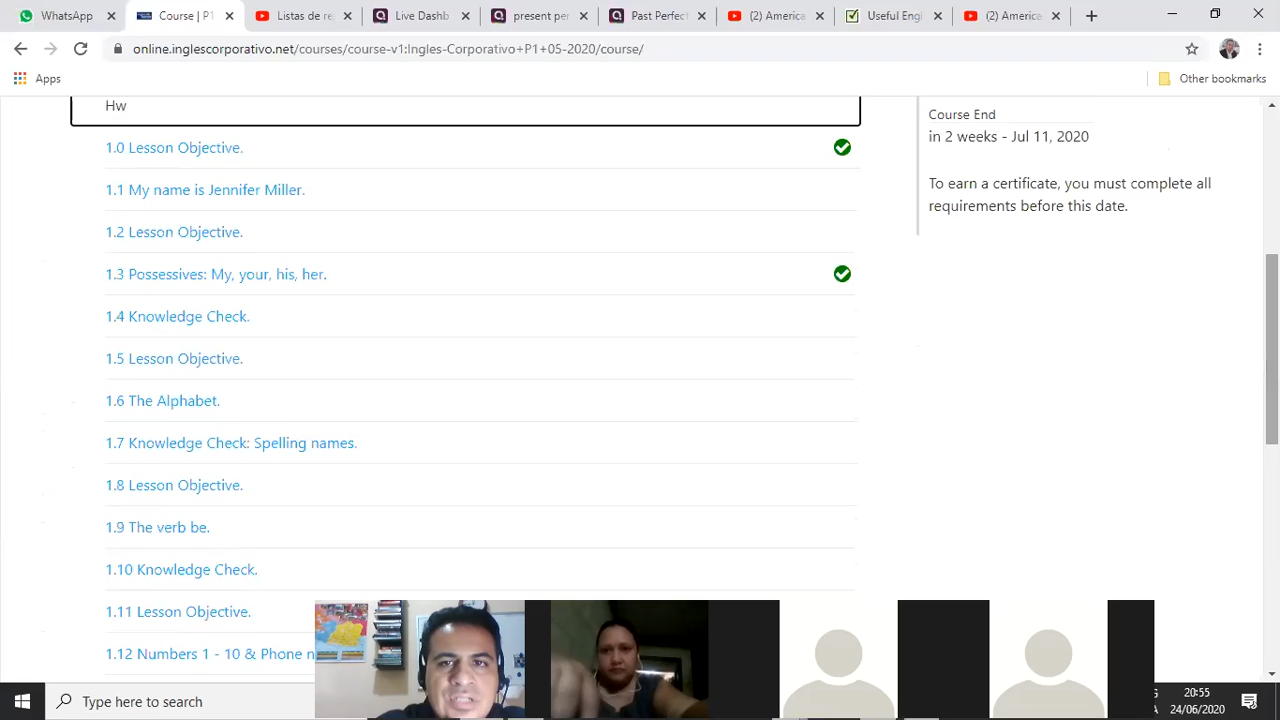 WhatsApp
Course | P1
Listas de re
Live Dashb
present per
Past Perfect
(2) America
Useful Engl
(2) America
online.inglescorporativo.net/courses/course-v1:Ingles-Corporativo+P1+05-2020/course/
Apps
Other bookmarks
Hw
1.0 Lesson Objective.
1.1 My name is Jennifer Miller.
1.2 Lesson Objective.
1.3 Possessives: My, your, his, her.
1.4 Knowledge Check.
1.5 Lesson Objective.
1.6 The Alphabet.
1.7 Knowledge Check: Spelling names.
1.8 Lesson Objective.
1.9 The verb be.
1.10 Knowledge Check.
1.11 Lesson Objective.
1.12 Numbers 1 - 10 & Phone n
Course End
in 2 weeks - Jul 11, 2020
To earn a certificate, you must complete all
requirements before this date.
Type here to search
20:55
24/06/2020